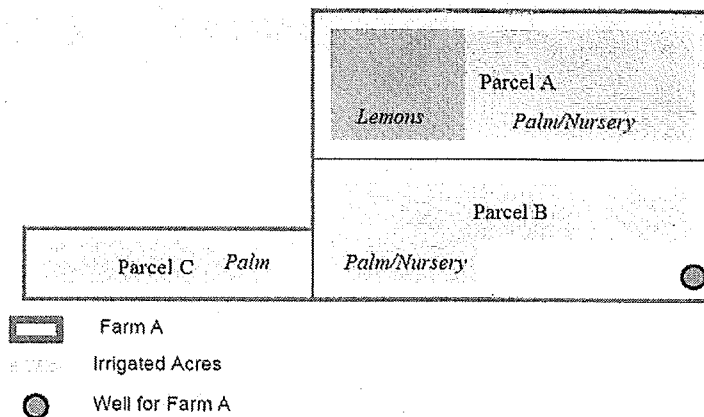 Parcel A
Lemons
Palm/Nursery
Parcel B
Parcel C
Palm
Palm/Nursery
Farm A
Irrigated Acres
Well for Farm A